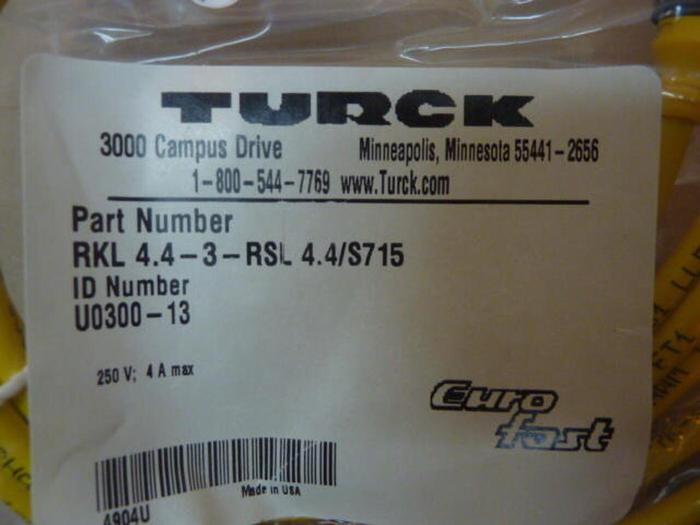 TURCK
3000 Campus Drive Minneapolis, Minnesota 55441-2656
1-800-544-7769 www.Turck.com
Part Number
RKL 4.4-3-RSL 4.4/S715
ID Number
U0300-13
250 V; 4 A max
Euro
fast
Made in USA
4904U
FT1